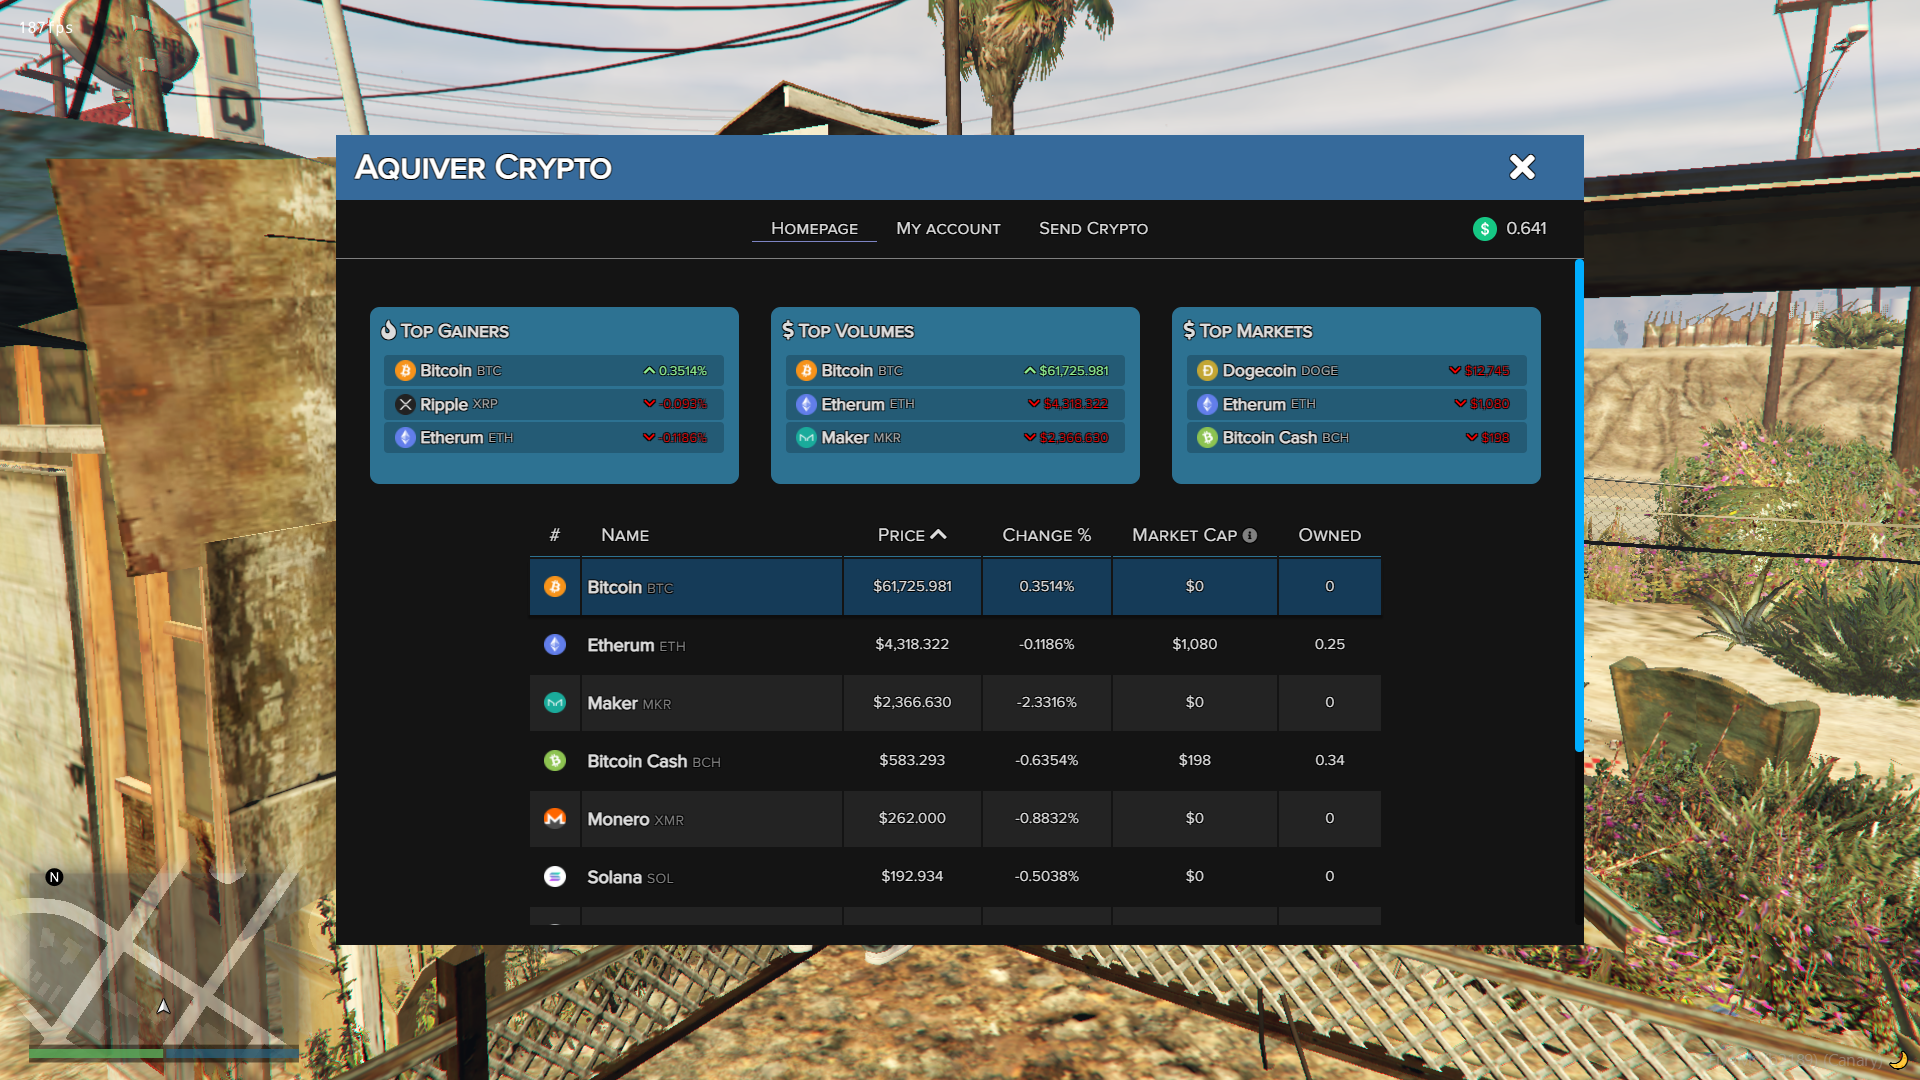 187fps
LIQ
Aquiver Crypto
Homepage My account Send Crypto 0.641
Top Gainers
Bitcoin BTC 0.3514%
Ripple XRP -0.093%
Etherum ETH -0.1186%
Top Volumes
Bitcoin BTC $61,725.981
Etherum ETH $4,318.322
Maker MKR $2,366.630
Top Markets
Dogecoin DOGE $12,745
Etherum ETH $1,080
Bitcoin Cash BCH $198
# Name Price Change % Market Cap Owned
Bitcoin BTC $61,725.981 0.3514% $0 0
Etherum ETH $4,318.322 -0.1186% $1,080 0.25
Maker MKR $2,366.630 -2.3316% $0 0
Bitcoin Cash BCH $583.293 -0.6354% $198 0.34
Monero XMR $262.000 -0.8832% $0 0
Solana SOL $192.934 -0.5038% $0 0
N
(Canary)